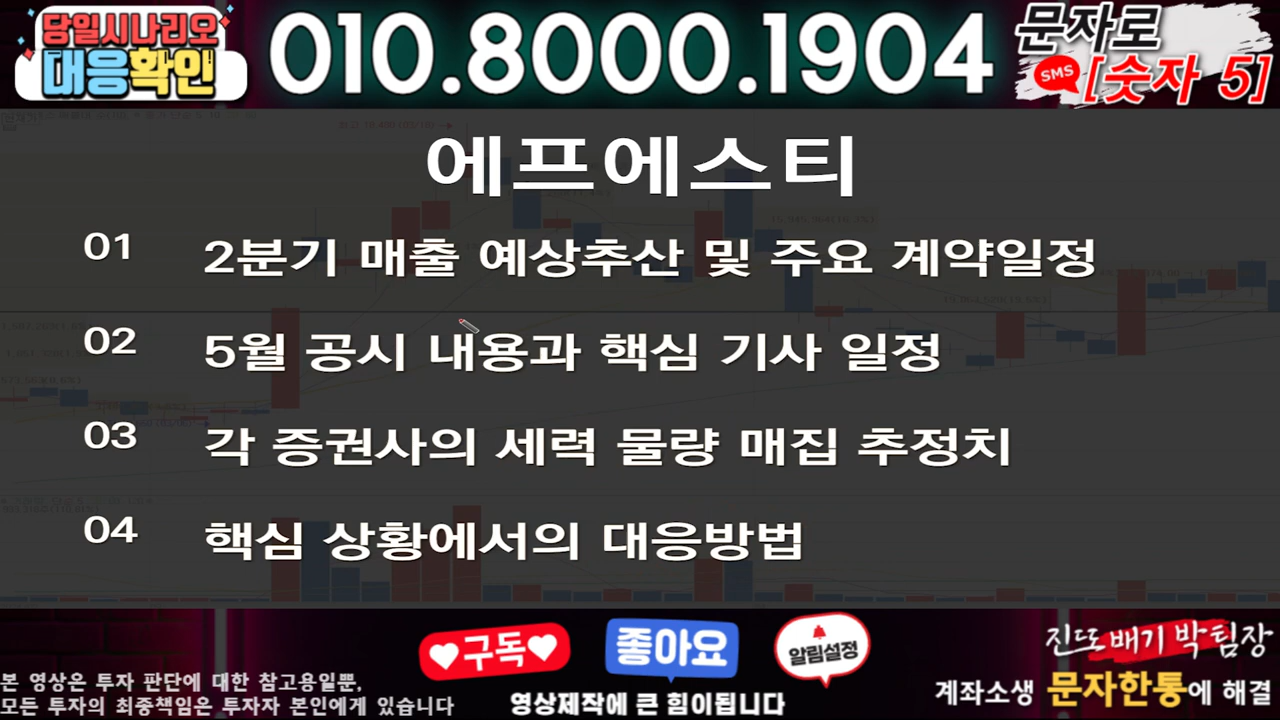 당일시나리오
대응확인
010.8000.1904
문자로
SMS [숫자 5]
에프에스티
01 2분기 매출 예상추산 및 주요 계약일정
02 5월 공시 내용과 핵심 기사 일정
03 각 증권사의 세력 물량 매집 추정치
04 핵심 상황에서의 대응방법
구독
좋아요
알림설정
영상제작에 큰 힘이됩니다
본 영상은 투자 판단에 대한 참고용일뿐,
모든 투자의 최종책임은 투자자 본인에게 있습니다
진또배기 박팀장
계좌소생 문자한통에 해결